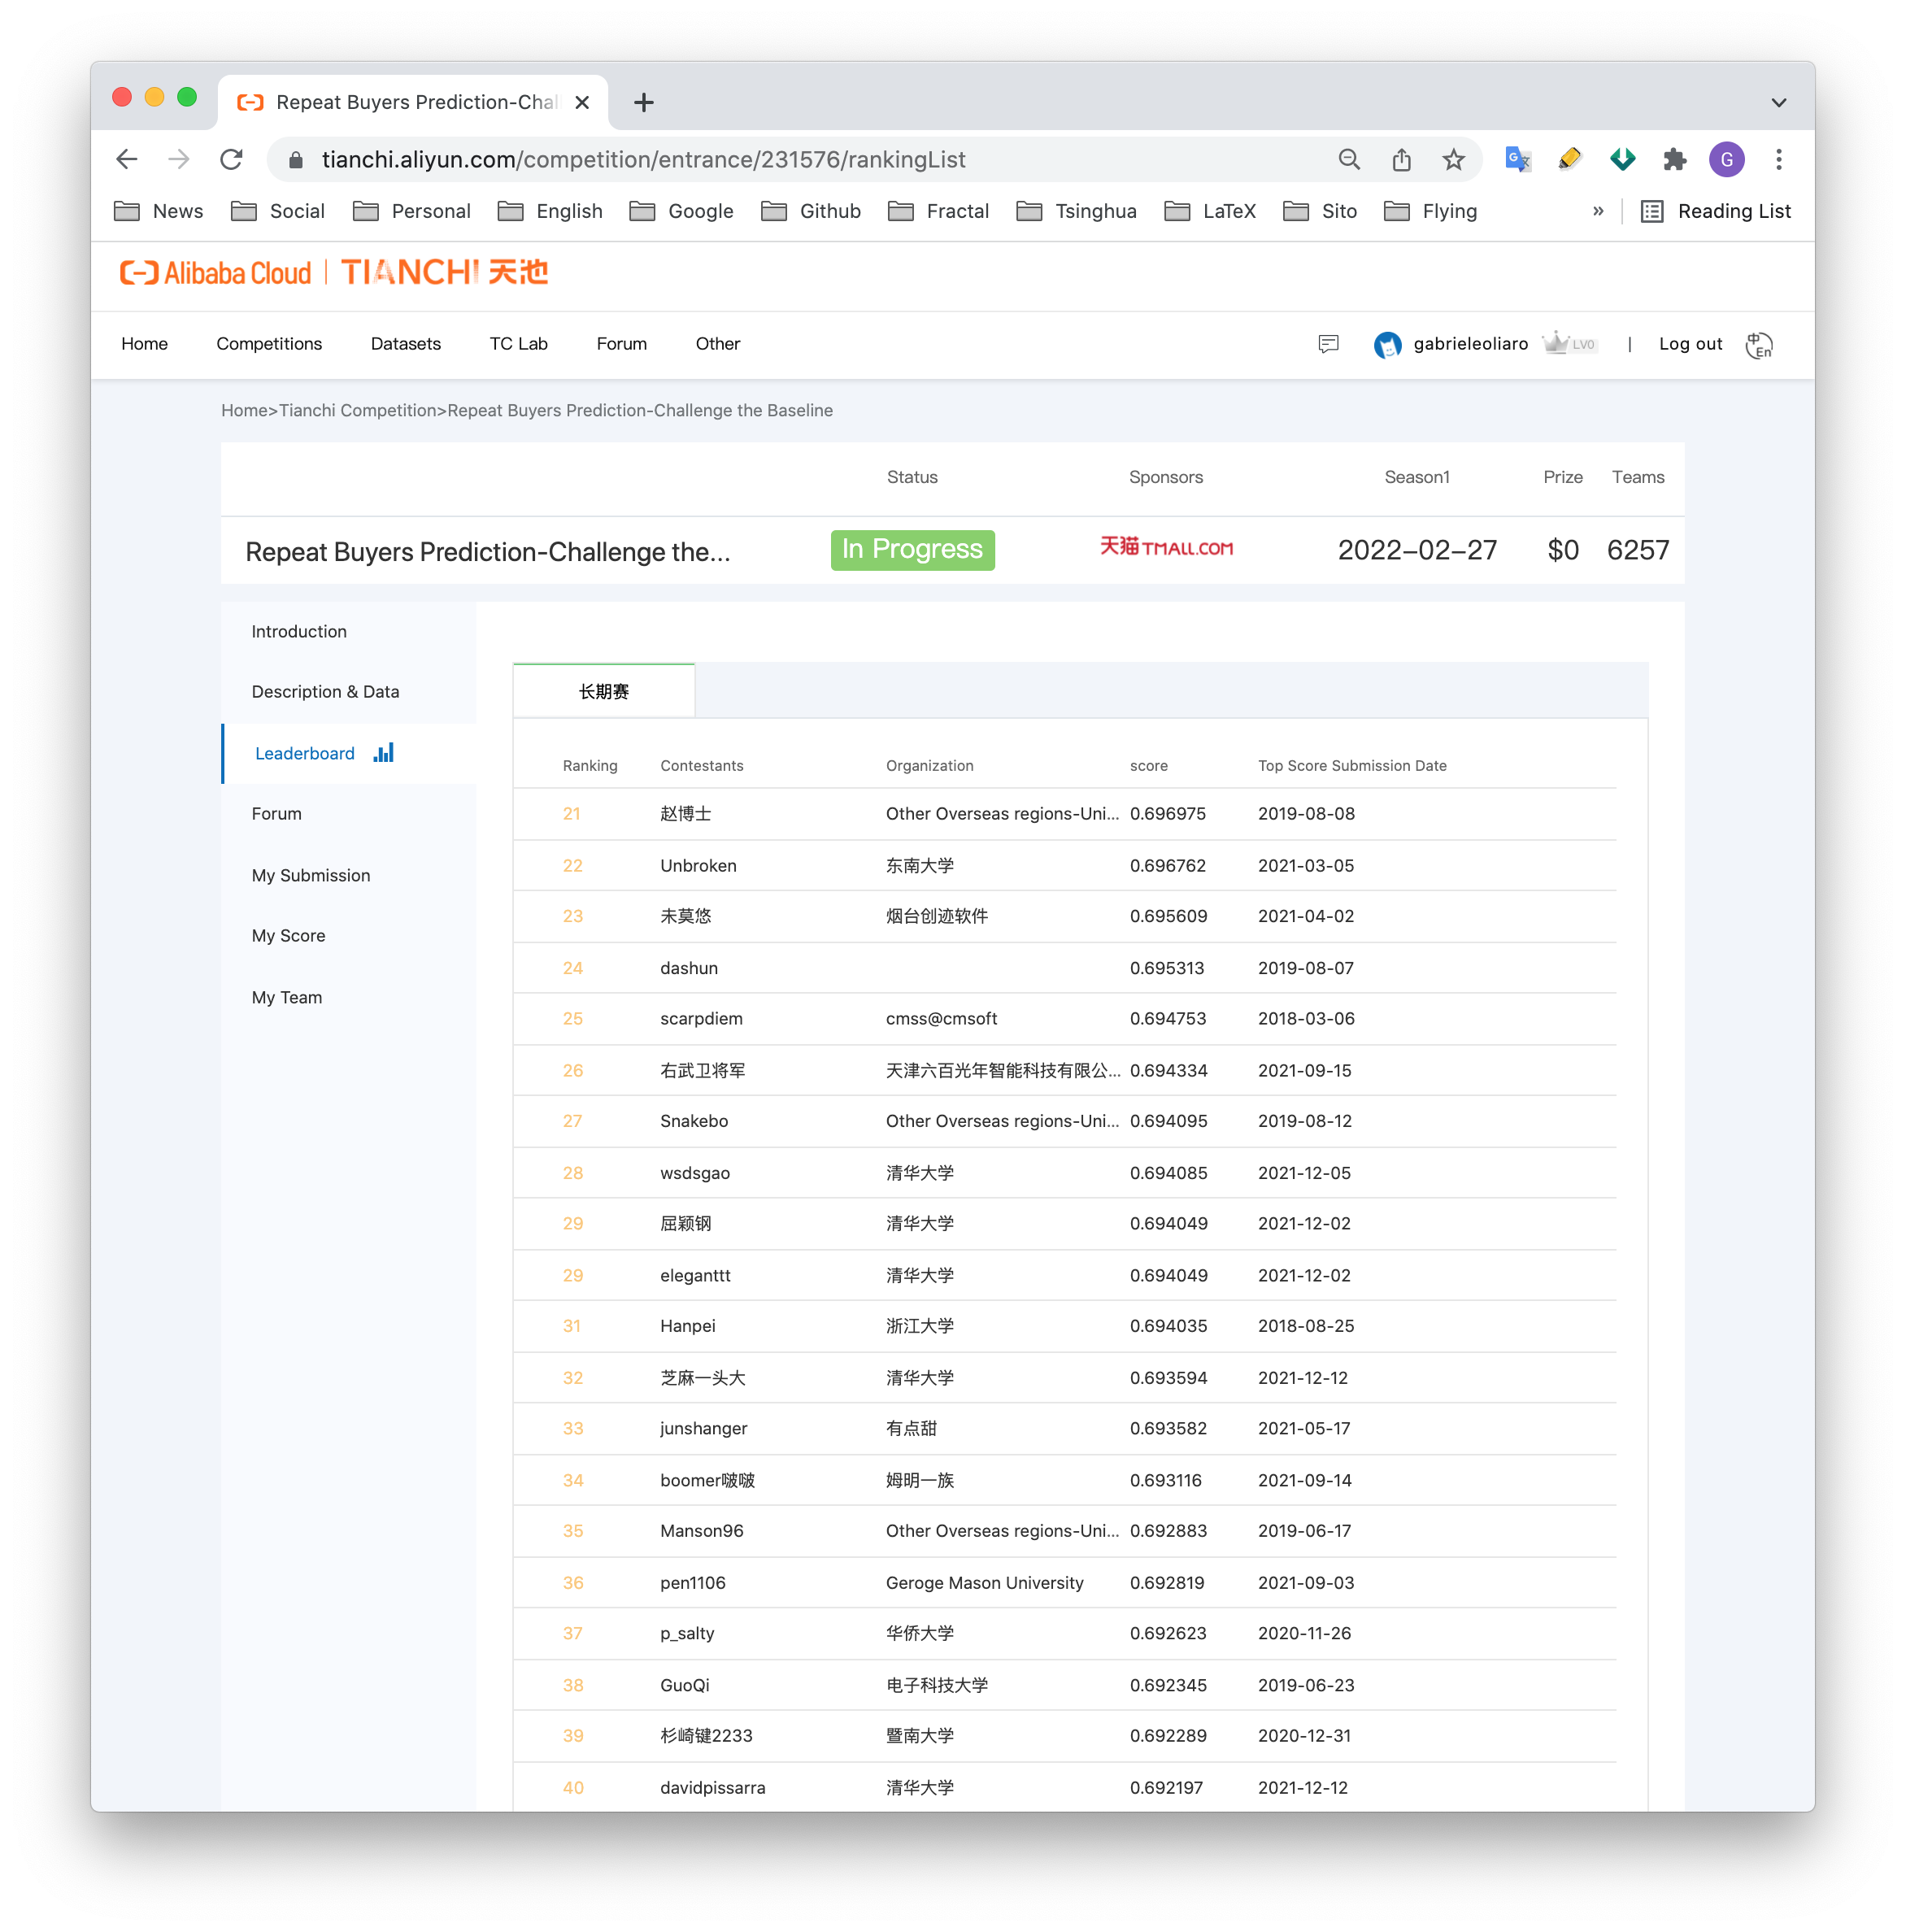 Repeat Buyers Prediction-Chal
tianchi.aliyun.com/competition/entrance/231576/rankingList G
News Social Personal English Google Github Fractal Tsinghua LaTeX Sito Flying » Reading List
Alibaba Cloud | TIANCHI 天池
Home Competitions Datasets TC Lab Forum Other gabrieleoliaro LV0 | Log out 中 En
Home>Tianchi Competition>Repeat Buyers Prediction-Challenge the Baseline
Status Sponsors Season1 Prize Teams
Repeat Buyers Prediction-Challenge the... In Progress 天猫 TMALL.COM 2022-02-27 $0 6257
Introduction
Description & Data
Leaderboard
Forum
My Submission
My Score
My Team
长期赛
Ranking Contestants Organization score Top Score Submission Date
21 赵博士 Other Overseas regions-Uni... 0.696975 2019-08-08
22 Unbroken 东南大学 0.696762 2021-03-05
23 未莫悠 烟台创迹软件 0.695609 2021-04-02
24 dashun 0.695313 2019-08-07
25 scarpdiem cmss@cmsoft 0.694753 2018-03-06
26 右武卫将军 天津六百光年智能科技有限公... 0.694334 2021-09-15
27 Snakebo Other Overseas regions-Uni... 0.694095 2019-08-12
28 wsdsgao 清华大学 0.694085 2021-12-05
29 屈颖钢 清华大学 0.694049 2021-12-02
29 eleganttt 清华大学 0.694049 2021-12-02
31 Hanpei 浙江大学 0.694035 2018-08-25
32 芝麻一头大 清华大学 0.693594 2021-12-12
33 junshanger 有点甜 0.693582 2021-05-17
34 boomer啵啵 姆明一族 0.693116 2021-09-14
35 Manson96 Other Overseas regions-Uni... 0.692883 2019-06-17
36 pen1106 Geroge Mason University 0.692819 2021-09-03
37 p_salty 华侨大学 0.692623 2020-11-26
38 GuoQi 电子科技大学 0.692345 2019-06-23
39 杉崎键2233 暨南大学 0.692289 2020-12-31
40 davidpissarra 清华大学 0.692197 2021-12-12